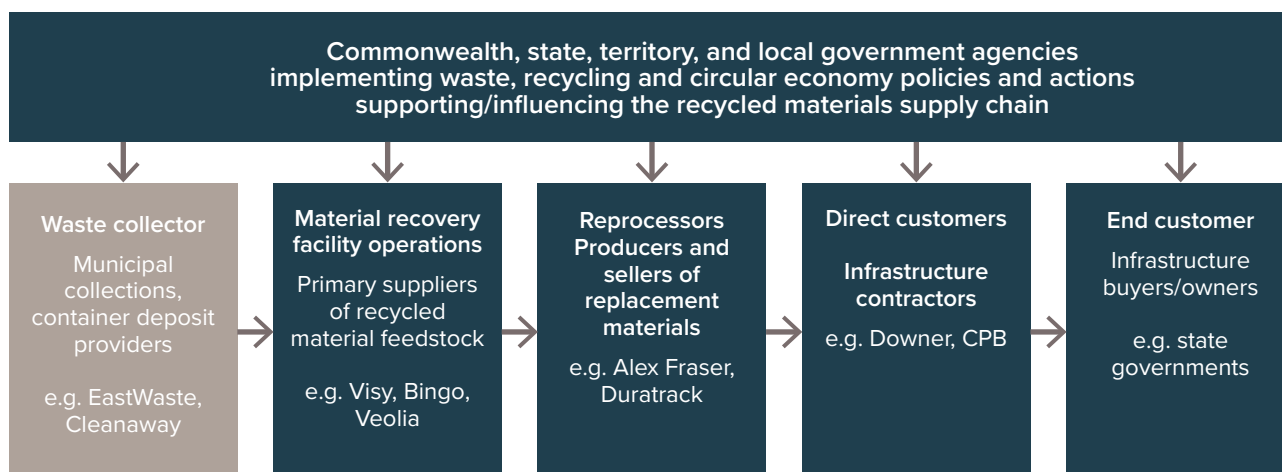 Commonwealth, state, territory, and local government agencies
implementing waste, recycling and circular economy policies and actions
supporting/influencing the recycled materials supply chain
Waste collector
Municipal
collections,
container deposit
providers
e.g. EastWaste,
Cleanaway
Material recovery
facility operations
Primary suppliers
of recycled
material feedstock
e.g. Visy, Bingo,
Veolia
Reprocessors
Producers and
sellers of
replacement
materials
e.g. Alex Fraser,
Duratrack
Direct customers
Infrastructure
contractors
e.g. Downer, CPB
End customer
Infrastructure
buyers/owners
e.g. state
governments